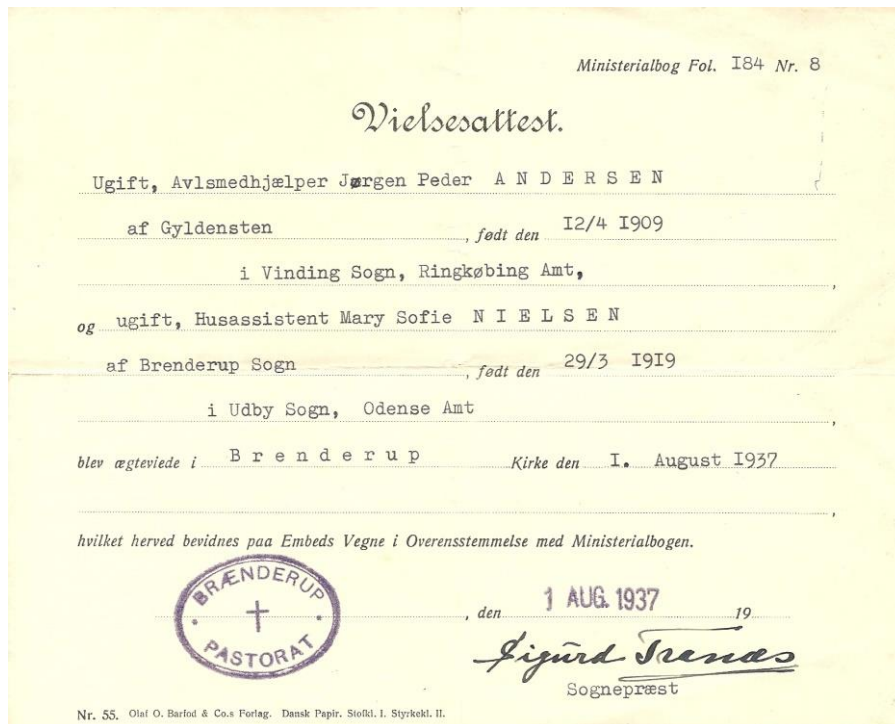 Ministerialbog Fol. I84 Nr. 8
Vielsesattest.
Ugift, Avlsmedhjælper Jørgen Peder A N D E R S E N
af Gyldensten , født den I2/4 I909
i Vinding Sogn, Ringkøbing Amt, ,
og ugift, Husassistent Mary Sofie N I E L S E N
af Brenderup Sogn , født den 29/3 I9I9
i Udby Sogn, Odense Amt ,
blev ægteviede i B r e n d e r u p Kirke den I. August I937
,
hvilket herved bevidnes paa Embeds Vegne i Overensstemmelse med Ministerialbogen.
BRÆNDERUP
PASTORAT
, den 1 AUG. 1937 19
Sigurd Trenæs
Sognepræst
Nr. 55. Olaf O. Barfod & Co.s Forlag. Dansk Papir. Stofkl. I. Styrkekl. II.